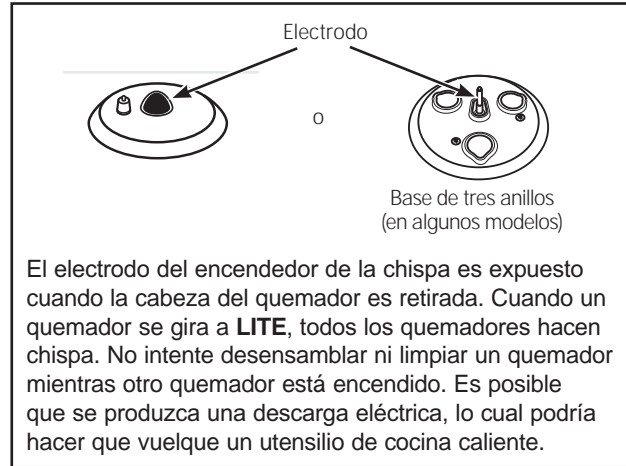 Electrodo
o
Base de tres anillos
(en algunos modelos)
El electrodo del encendedor de la chispa es expuesto
cuando la cabeza del quemador es retirada. Cuando un
quemador se gira a LITE, todos los quemadores hacen
chispa. No intente desensamblar ni limpiar un quemador
mientras otro quemador está encendido. Es posible
que se produzca una descarga eléctrica, lo cual podría
hacer que vuelque un utensilio de cocina caliente.